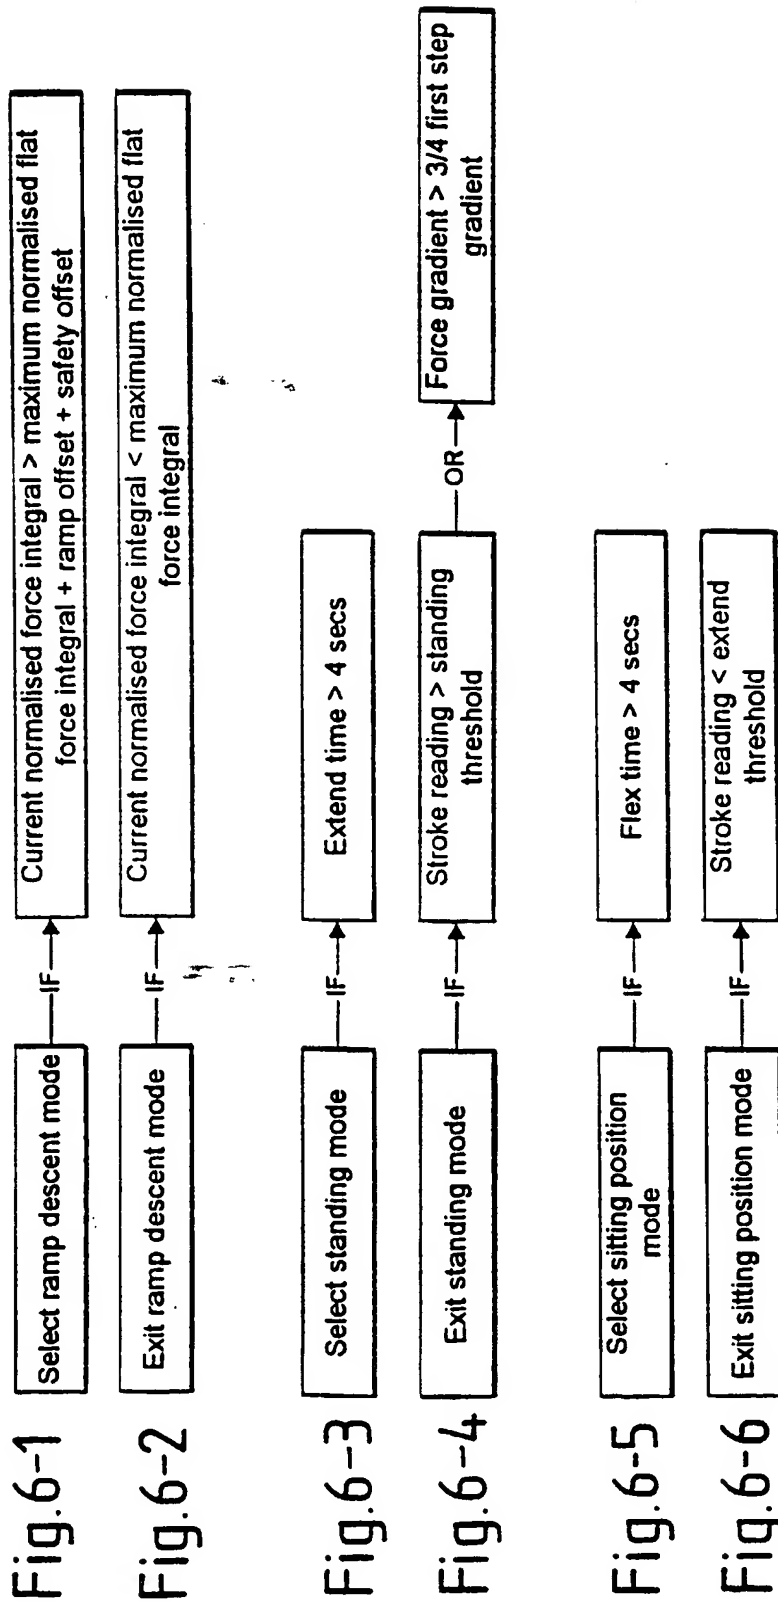 Fig.6-1
Select ramp descent mode
IF
Current normalised force integral > maximum normalised flat
force integral + ramp offset + safety offset
Fig.6-2
Exit ramp descent mode
IF
Current normalised force integral < maximum normalised flat
force integral
Fig.6-3
Select standing mode
IF
Extend time > 4 secs
Fig.6-4
Exit standing mode
IF
Stroke reading > standing
threshold
OR
Force gradient > 3/4 first step
gradient
Fig.6-5
Select sitting position
mode
IF
Flex time > 4 secs
Fig.6-6
Exit sitting position mode
IF
Stroke reading < extend
threshold